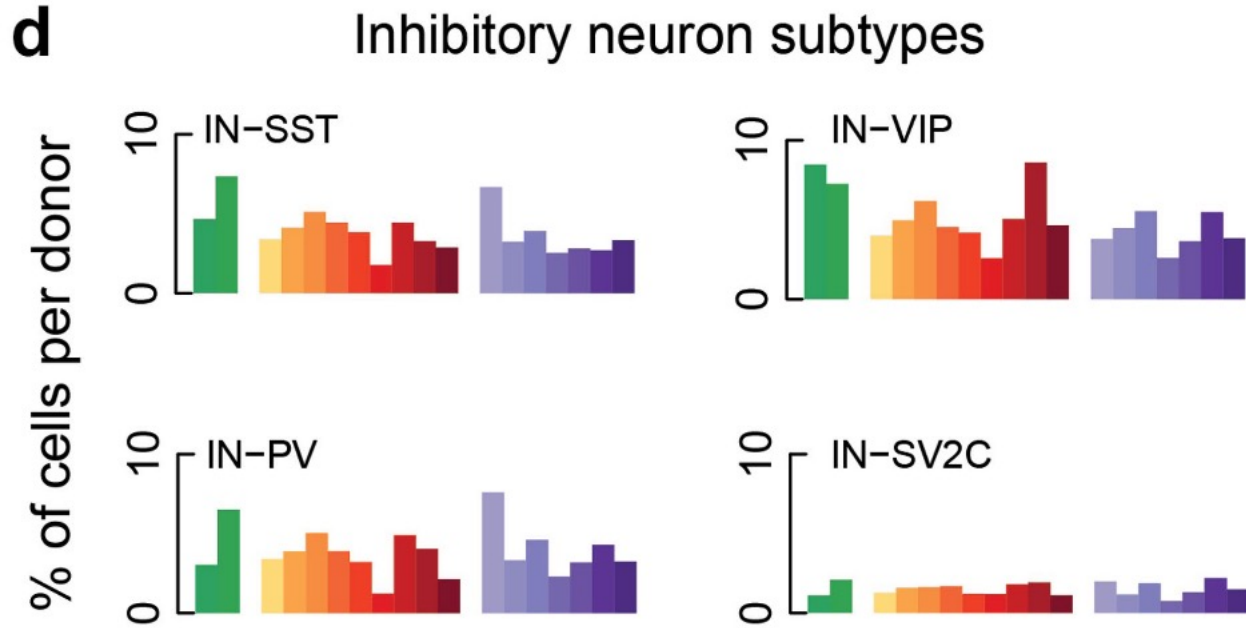 d
Inhibitory neuron subtypes
% of cells per donor
10
IN−SST
0
10
IN−VIP
0
10
IN−PV
0
10
IN−SV2C
0